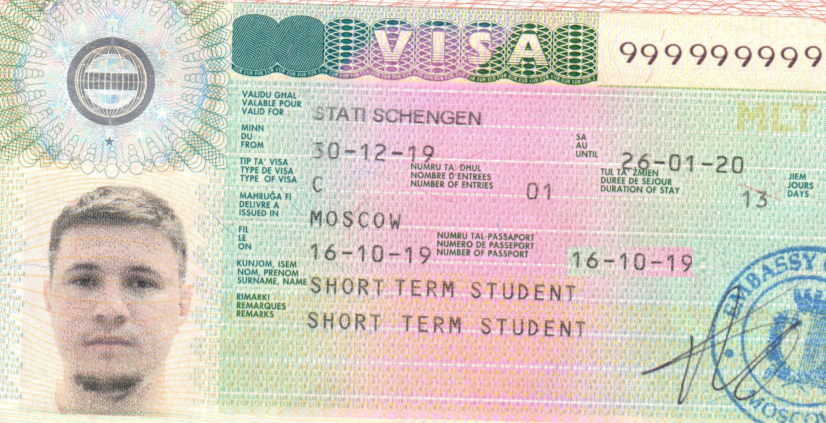 VISA
999999999
MLT
VALIDU GĦAL
VALABLE POUR
VALID FOR
STATI SCHENGEN
MINN
DU
FROM
30-12-19
SA
AU
UNTIL
26-01-20
TIP TA' VISA
TYPE DE VISA
TYPE OF VISA
C
NUMRU TA' DĦUL
NOMBRE D'ENTREES
NUMBER OF ENTRIES
01
TUL TA' ŻMIEN
DUREE DE SEJOUR
DURATION OF STAY
13
JIEM
JOURS
DAYS
MAĦRUĠA FI
DELIVRE A
ISSUED IN
MOSCOW
FIL
LE
ON
16-10-19
NUMRU TAL-PASSAPORT
NUMERO DE PASSEPORT
NUMBER OF PASSPORT
16-10-19
KUNJOM, ISEM
NOM, PRENOM
SURNAME, NAME
SHORT TERM STUDENT
RIMARKI
REMARQUES
REMARKS
SHORT TERM STUDENT
EMBASSY
MOSCOW